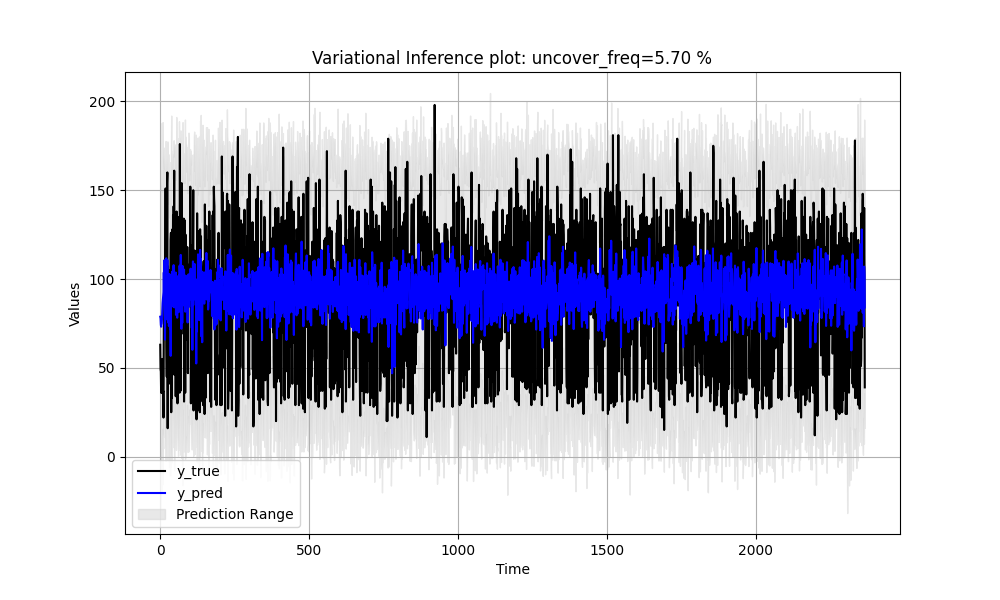 Variational Inference plot: uncover_freq=5.70 %
Values
200
150
100
50
0
y_true
y_pred
Prediction Range
0
500
1000
1500
2000
Time